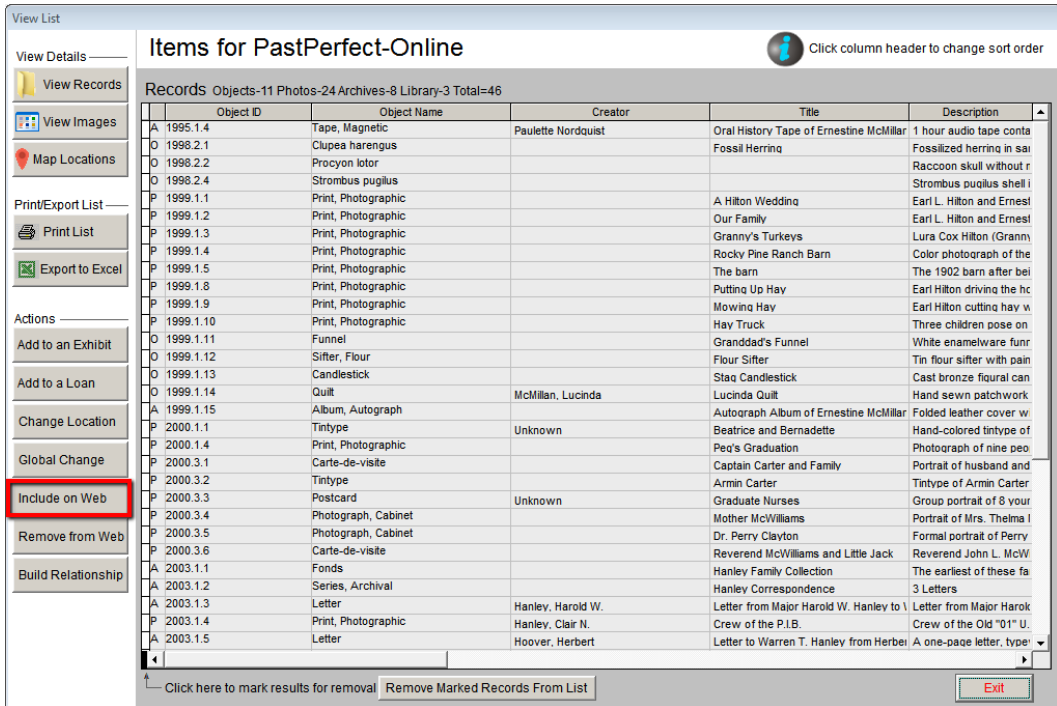 View List
Items for PastPerfect-Online
Click column header to change sort order
View Details
View Records
View Images
Map Locations
Print/Export List
Print List
Export to Excel
Actions
Add to an Exhibit
Add to a Loan
Change Location
Global Change
Include on Web
Remove from Web
Build Relationship
Records Objects-11 Photos-24 Archives-8 Library-3 Total=46
Object ID Object Name Creator Title Description
A 1995.1.4 Tape, Magnetic Paulette Nordquist Oral History Tape of Ernestine McMillar 1 hour audio tape conta
O 1998.2.1 Clupea harengus Fossil Herring Fossilized herring in sai
O 1998.2.2 Procyon lotor Raccoon skull without r
O 1998.2.4 Strombus pugilus Strombus pugilus shell i
P 1999.1.1 Print, Photographic A Hilton Wedding Earl L. Hilton and Ernest
P 1999.1.2 Print, Photographic Our Family Earl L. Hilton and Ernest
P 1999.1.3 Print, Photographic Granny's Turkeys Lura Cox Hilton (Granny
P 1999.1.4 Print, Photographic Rocky Pine Ranch Barn Color photograph of the
P 1999.1.5 Print, Photographic The barn The 1902 barn after bei
P 1999.1.8 Print, Photographic Putting Up Hay Earl Hilton driving the hc
P 1999.1.9 Print, Photographic Mowing Hay Earl Hilton cutting hay w
P 1999.1.10 Print, Photographic Hay Truck Three children pose on
O 1999.1.11 Funnel Granddad's Funnel White enamelware funr
O 1999.1.12 Sifter, Flour Flour Sifter Tin flour sifter with pain
O 1999.1.13 Candlestick Stag Candlestick Cast bronze figural can
O 1999.1.14 Quilt McMillan, Lucinda Lucinda Quilt Hand sewn patchwork
A 1999.1.15 Album, Autograph Autograph Album of Ernestine McMillar Folded leather cover wi
P 2000.1.1 Tintype Unknown Beatrice and Bernadette Hand-colored tintype of
P 2000.1.4 Print, Photographic Peg's Graduation Photograph of nine peo
P 2000.3.1 Carte-de-visite Captain Carter and Family Portrait of husband and
P 2000.3.2 Tintype Armin Carter Tintype of Armin Carter
P 2000.3.3 Postcard Unknown Graduate Nurses Group portrait of 8 your
P 2000.3.4 Photograph, Cabinet Mother McWilliams Portrait of Mrs. Thelma I
P 2000.3.5 Photograph, Cabinet Dr. Perry Clayton Formal portrait of Perry
P 2000.3.6 Carte-de-visite Reverend McWilliams and Little Jack Reverend John L. McWi
A 2003.1.1 Fonds Hanley Family Collection The earliest of these fa
A 2003.1.2 Series, Archival Hanley Correspondence 3 Letters
A 2003.1.3 Letter Hanley, Harold W. Letter from Major Harold W. Hanley to \ Letter from Major Harok
P 2003.1.4 Print, Photographic Hanley, Clair N. Crew of the P.I.B. Crew of the Old "01" U.
A 2003.1.5 Letter Hoover, Herbert Letter to Warren T. Hanley from Herber A one-page letter, type
Click here to mark results for removal Remove Marked Records From List Exit